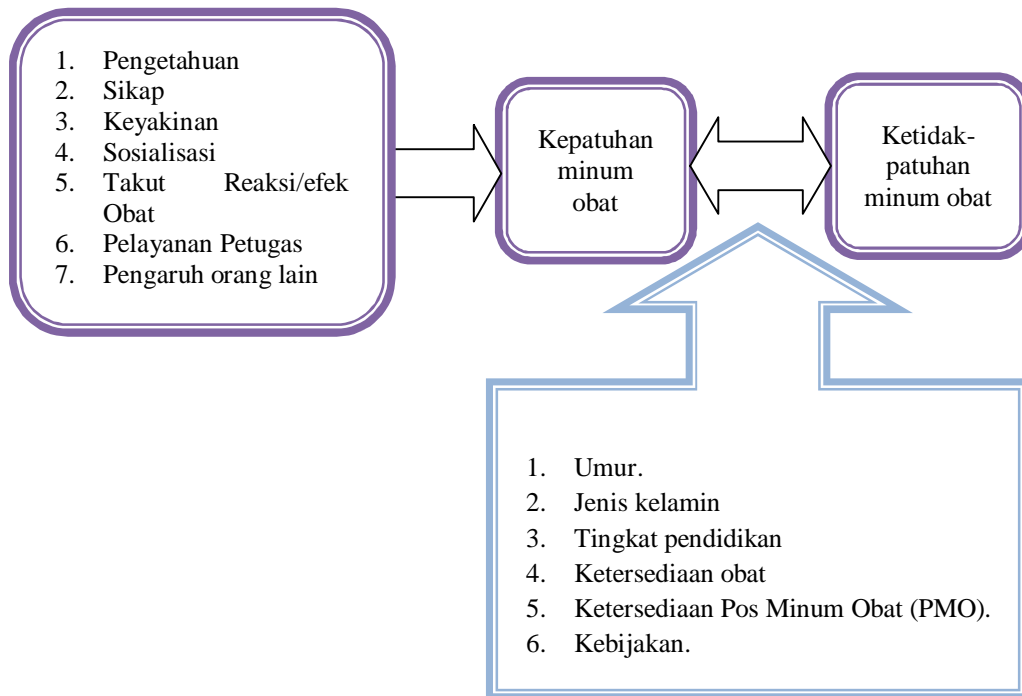 1. Pengetahuan
2. Sikap
3. Keyakinan
4. Sosialisasi
5. Takut Reaksi/efek
Obat
6. Pelayanan Petugas
7. Pengaruh orang lain
Kepatuhan
minum
obat
Ketidak-
patuhan
minum obat
1. Umur.
2. Jenis kelamin
3. Tingkat pendidikan
4. Ketersediaan obat
5. Ketersediaan Pos Minum Obat (PMO).
6. Kebijakan.